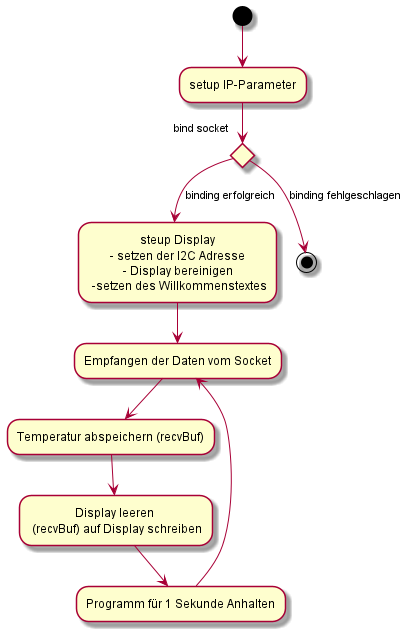 setup IP-Parameter
bind socket
binding erfolgreich
binding fehlgeschlagen
steup Display
- setzen der I2C Adresse
- Display bereinigen
-setzen des Willkommenstextes
Empfangen der Daten vom Socket
Temperatur abspeichern (recvBuf)
Display leeren
(recvBuf) auf Display schreiben
Programm für 1 Sekunde Anhalten